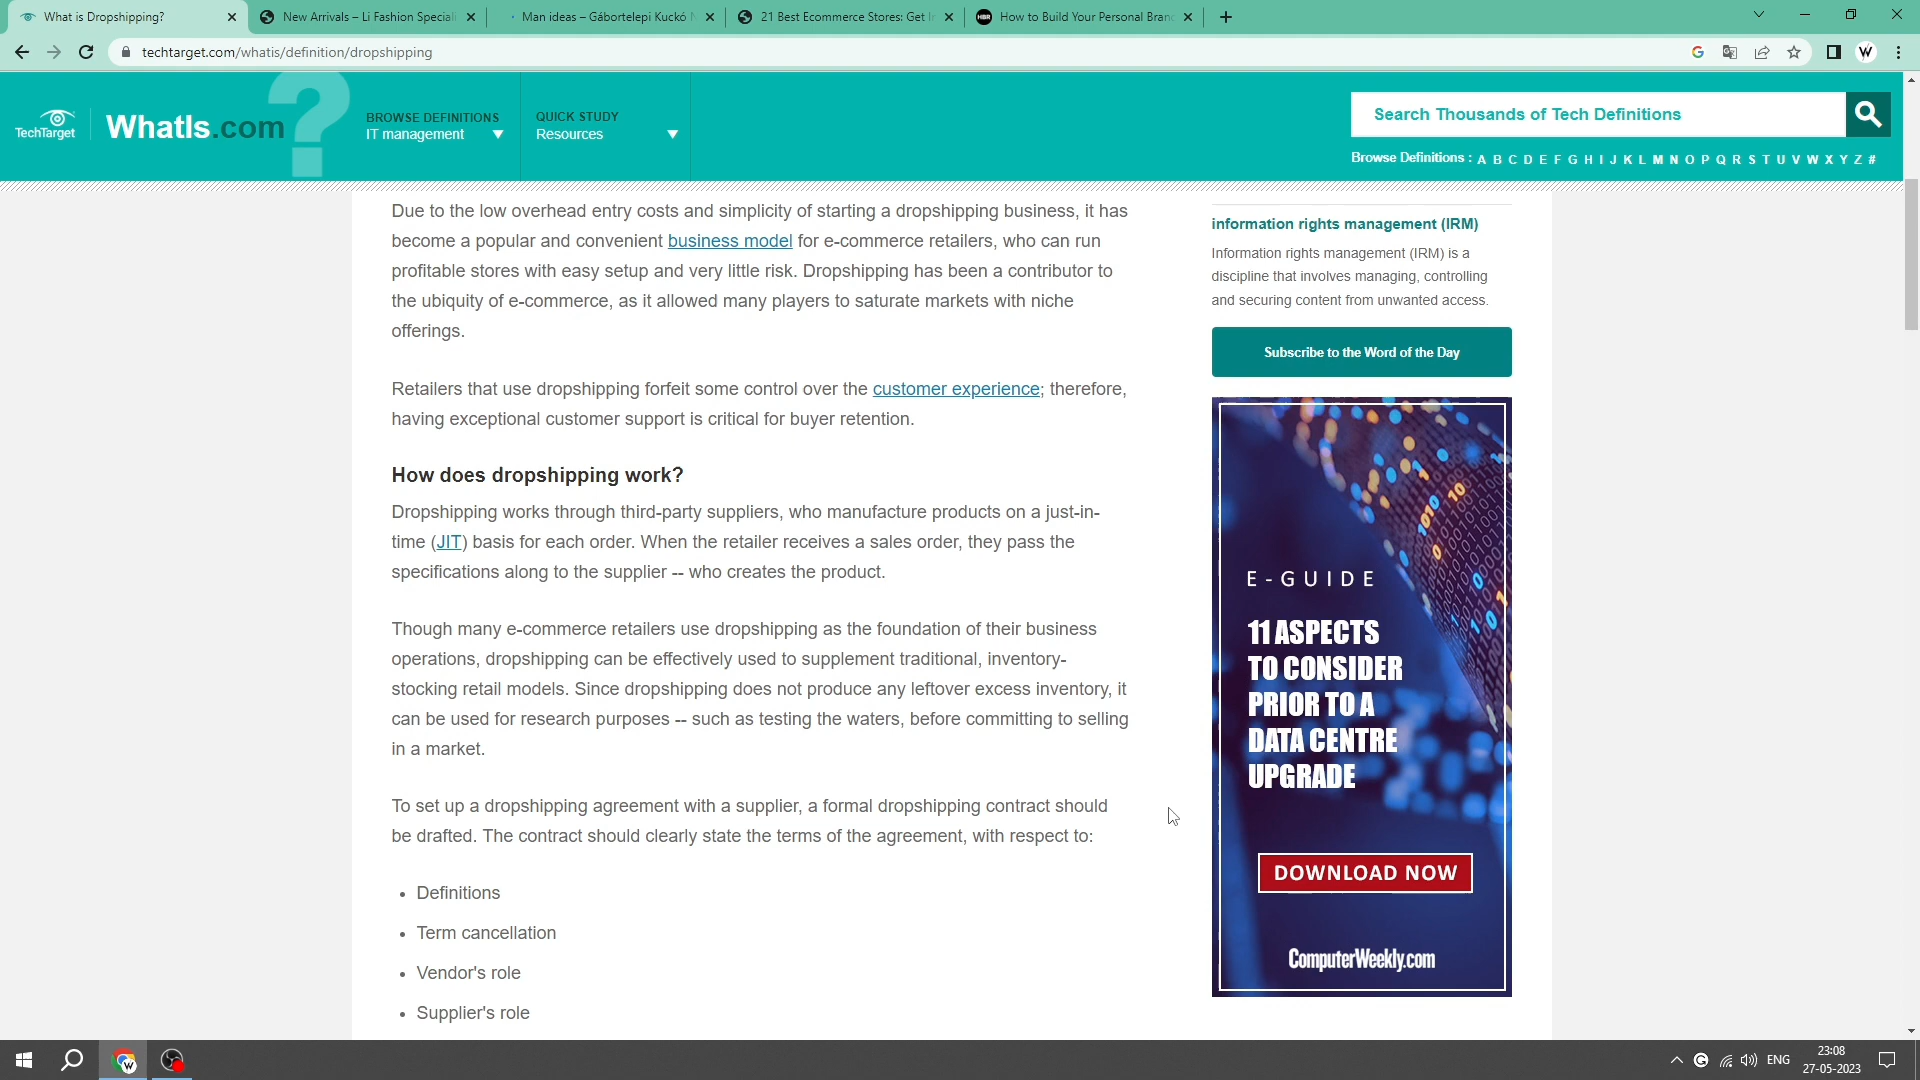 What is Dropshipping?
New Arrivals – Li Fashion Speciali
Man ideas – Gábortelepi Kuckó
21 Best Ecommerce Stores: Get I
HBR
How to Build Your Personal Bran
techtarget.com/whatis/definition/dropshipping
W
TechTarget
WhatIs.com
?
BROWSE DEFINITIONS
IT management
QUICK STUDY
Resources
Search Thousands of Tech Definitions
Browse Definitions : A B C D E F G H I J K L M N O P Q R S T U V W X Y Z #
Due to the low overhead entry costs and simplicity of starting a dropshipping business, it has
become a popular and convenient business model for e-commerce retailers, who can run
profitable stores with easy setup and very little risk. Dropshipping has been a contributor to
the ubiquity of e-commerce, as it allowed many players to saturate markets with niche
offerings.
Retailers that use dropshipping forfeit some control over the customer experience; therefore,
having exceptional customer support is critical for buyer retention.
How does dropshipping work?
Dropshipping works through third-party suppliers, who manufacture products on a just-in-
time (JIT) basis for each order. When the retailer receives a sales order, they pass the
specifications along to the supplier -- who creates the product.
Though many e-commerce retailers use dropshipping as the foundation of their business
operations, dropshipping can be effectively used to supplement traditional, inventory-
stocking retail models. Since dropshipping does not produce any leftover excess inventory, it
can be used for research purposes -- such as testing the waters, before committing to selling
in a market.
To set up a dropshipping agreement with a supplier, a formal dropshipping contract should
be drafted. The contract should clearly state the terms of the agreement, with respect to:
• Definitions
• Term cancellation
• Vendor's role
• Supplier's role
information rights management (IRM)
Information rights management (IRM) is a
discipline that involves managing, controlling
and securing content from unwanted access.
Subscribe to the Word of the Day
E-GUIDE
11 ASPECTS
TO CONSIDER
PRIOR TO A
DATA CENTRE
UPGRADE
DOWNLOAD NOW
ComputerWeekly.com
ENG
23:08
27-05-2023